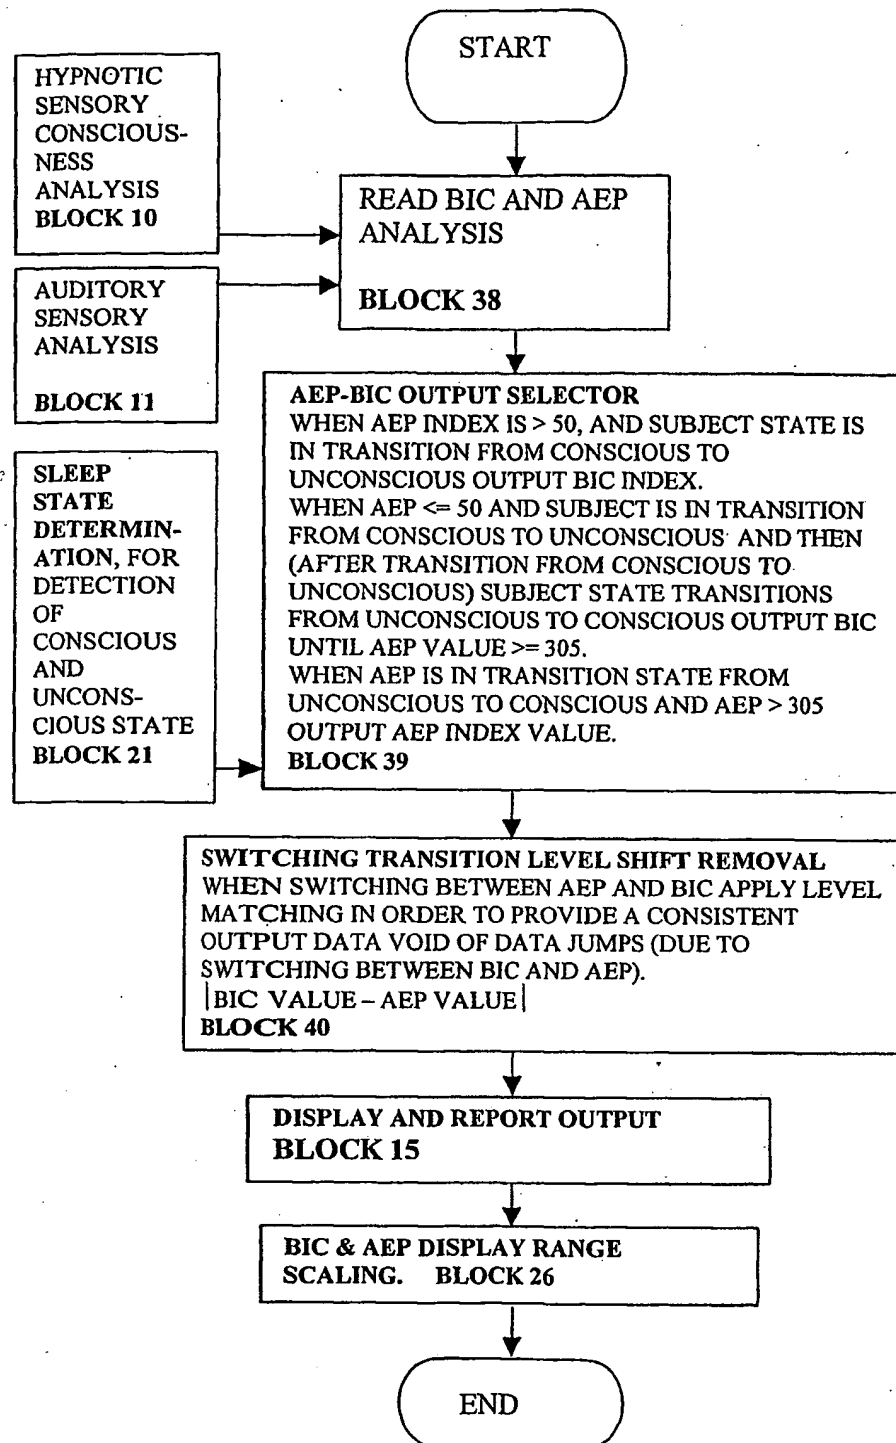 START
HYPNOTIC
SENSORY
CONSCIOUS-
NESS
ANALYSIS
BLOCK 10
READ BIC AND AEP
ANALYSIS
BLOCK 38
AUDITORY
SENSORY
ANALYSIS
BLOCK 11
AEP-BIC OUTPUT SELECTOR
WHEN AEP INDEX IS > 50, AND SUBJECT STATE IS
IN TRANSITION FROM CONSCIOUS TO
UNCONSCIOUS OUTPUT BIC INDEX.
WHEN AEP <= 50 AND SUBJECT IS IN TRANSITION
FROM CONSCIOUS TO UNCONSCIOUS AND THEN
(AFTER TRANSITION FROM CONSCIOUS TO
UNCONSCIOUS) SUBJECT STATE TRANSITIONS
FROM UNCONSCIOUS TO CONSCIOUS OUTPUT BIC
UNTIL AEP VALUE >= 305.
WHEN AEP IS IN TRANSITION STATE FROM
UNCONSCIOUS TO CONSCIOUS AND AEP > 305
OUTPUT AEP INDEX VALUE.
BLOCK 39
SLEEP
STATE
DETERMIN-
ATION, FOR
DETECTION
OF
CONSCIOUS
AND
UNCONS-
CIOUS STATE
BLOCK 21
SWITCHING TRANSITION LEVEL SHIFT REMOVAL
WHEN SWITCHING BETWEEN AEP AND BIC APPLY LEVEL
MATCHING IN ORDER TO PROVIDE A CONSISTENT
OUTPUT DATA VOID OF DATA JUMPS (DUE TO
SWITCHING BETWEEN BIC AND AEP).
|BIC VALUE – AEP VALUE|
BLOCK 40
DISPLAY AND REPORT OUTPUT
BLOCK 15
BIC & AEP DISPLAY RANGE
SCALING. BLOCK 26
END